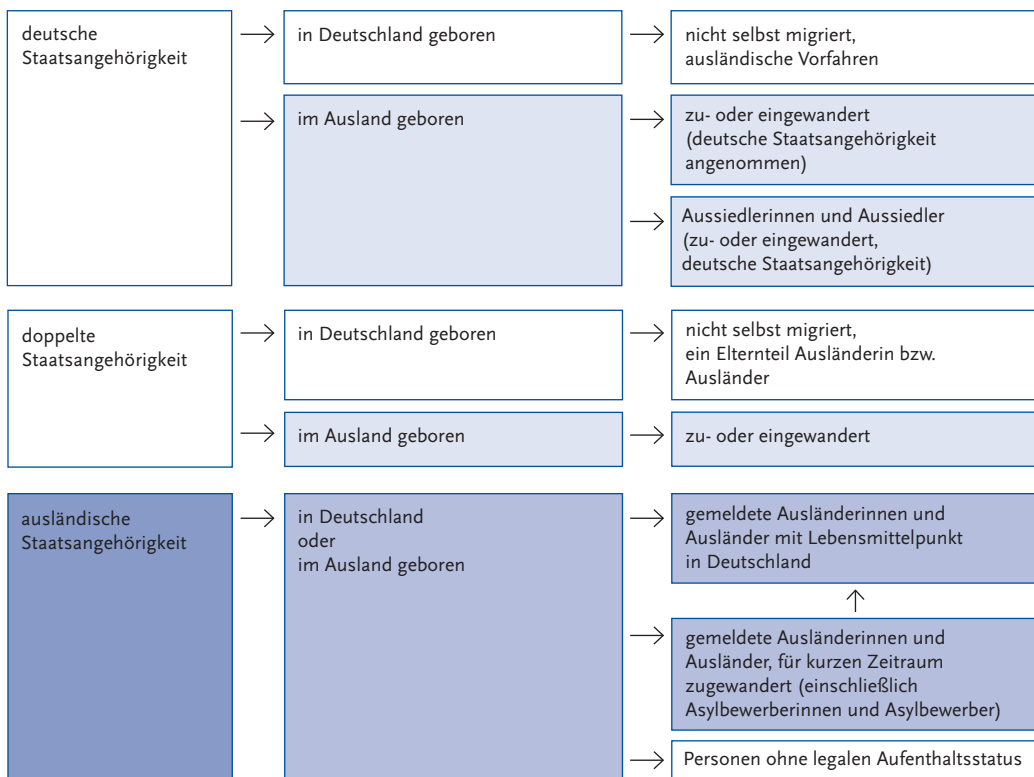 deutsche
Staatsangehörigkeit
in Deutschland geboren
nicht selbst migriert,
ausländische Vorfahren
im Ausland geboren
zu- oder eingewandert
(deutsche Staatsangehörigkeit
angenommen)
Aussiedlerinnen und Aussiedler
(zu- oder eingewandert,
deutsche Staatsangehörigkeit)
doppelte
Staatsangehörigkeit
in Deutschland geboren
nicht selbst migriert,
ein Elternteil Ausländerin bzw.
Ausländer
im Ausland geboren
zu- oder eingewandert
ausländische
Staatsangehörigkeit
in Deutschland
oder
im Ausland geboren
gemeldete Ausländerinnen und
Ausländer mit Lebensmittelpunkt
in Deutschland
gemeldete Ausländerinnen und
Ausländer, für kurzen Zeitraum
zugewandert (einschließlich
Asylbewerberinnen und Asylbewerber)
Personen ohne legalen Aufenthaltsstatus